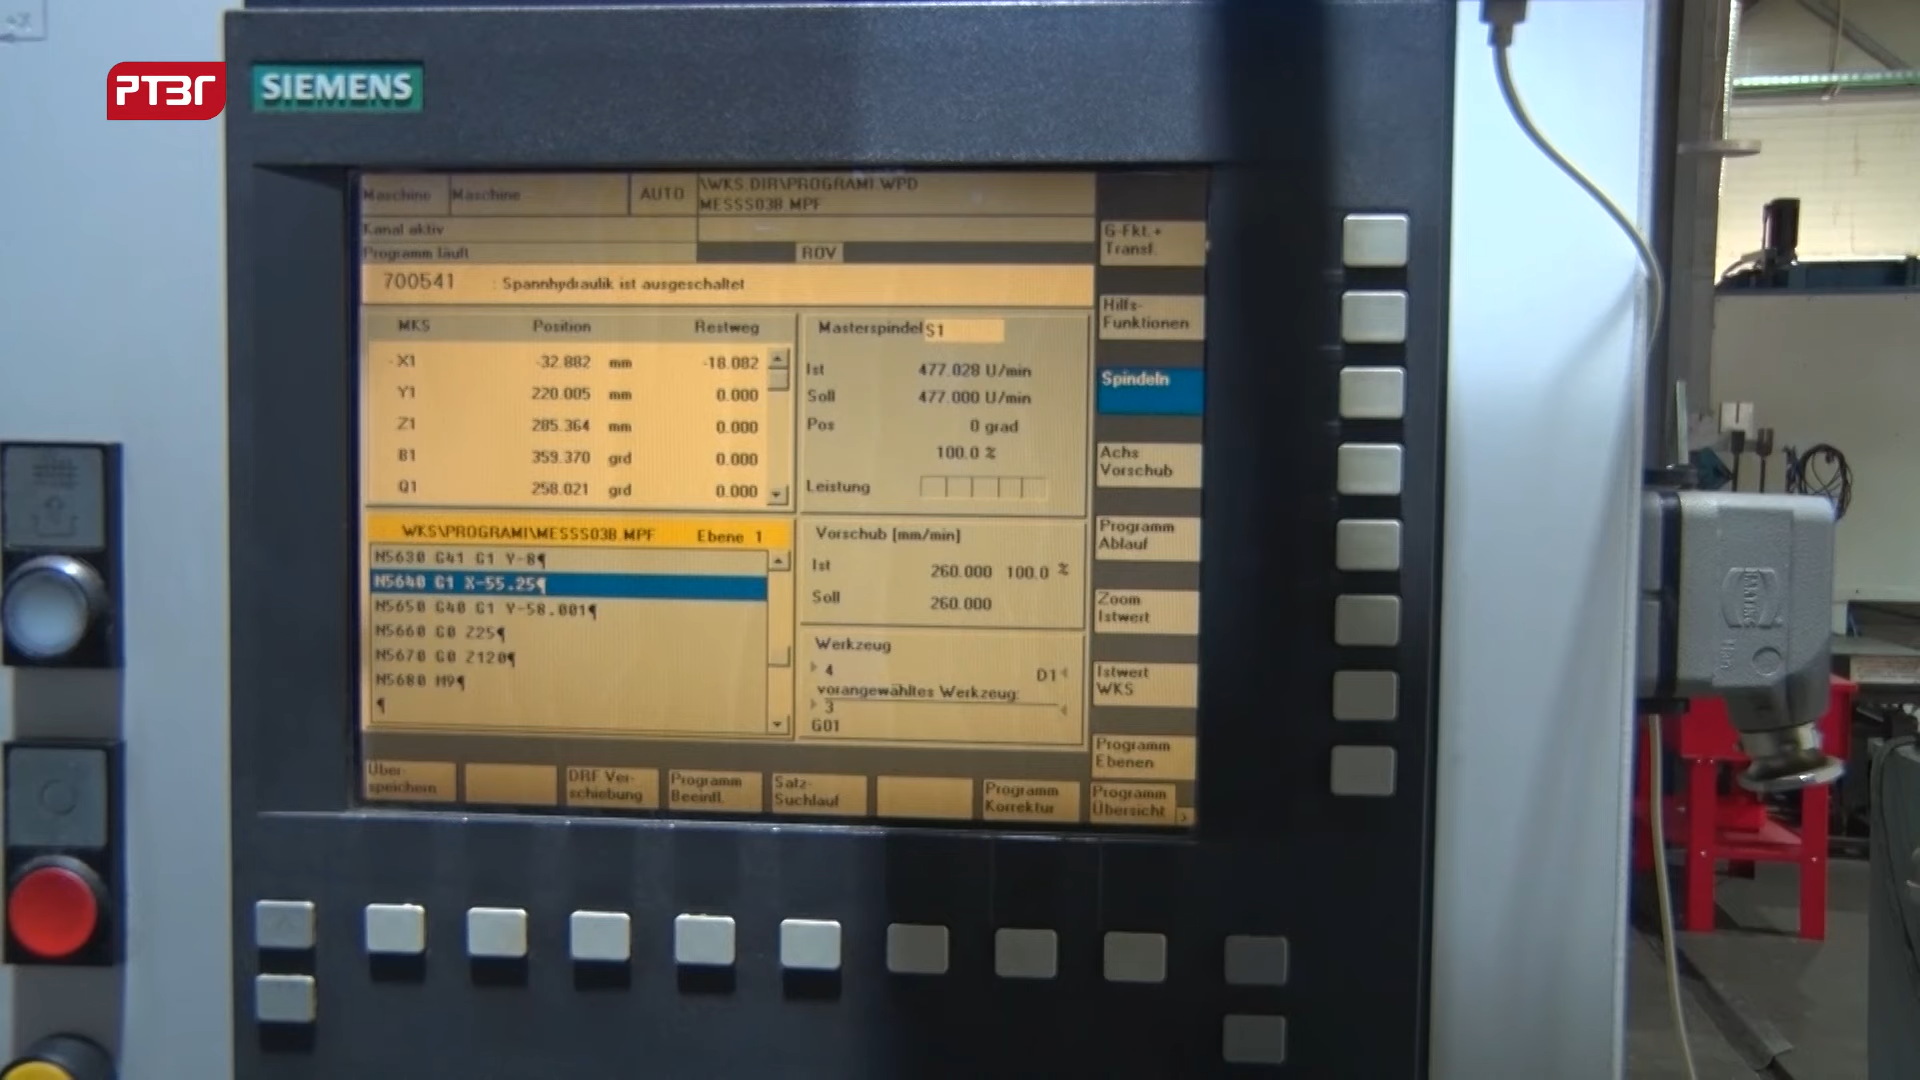 РТВГ
SIEMENS
Maschine Maschine AUTO \WKS.DIR\PROGRAM1.WPD
MESSS03B.MPF
Kanal aktiv
Programm läuft ROV
700541 : Spannhydraulik ist ausgeschaltet
MKS Position Restweg
- X1 -32.882 mm -18.082
Y1 220.005 mm 0.000
Z1 285.364 mm 0.000
B1 359.370 grd 0.000
Q1 258.021 grd 0.000
Masterspindel S1
Ist 477.028 U/min
Soll 477.000 U/min
Pos 0 grad
100.0 %
Leistung
WKS\PROGRAM1\MESSS03B.MPF Ebene 1
N5630 G41 G1 Y-8¶
N5640 G1 X-55.25¶
N5650 G40 G1 Y-58.001¶
N5660 G0 Z25¶
N5670 G0 Z120¶
N5680 M9¶
¶
Vorschub [mm/min]
Ist 260.000 100.0 %
Soll 260.000
Werkzeug
4 D1
vorangewähltes Werkzeug:
3
G01
G-Fkt.+
Transf.
Hilfs-
Funktionen
Spindeln
Achs
Vorschub
Programm
Ablauf
Zoom
Istwert
Istwert
WKS
Programm
Ebenen
Über-
speichern
DRF Ver-
schiebung
Programm
Beeinfl.
Satz-
Suchlauf
Programm
Korrektur
Programm
Übersicht >
HARTING
Han